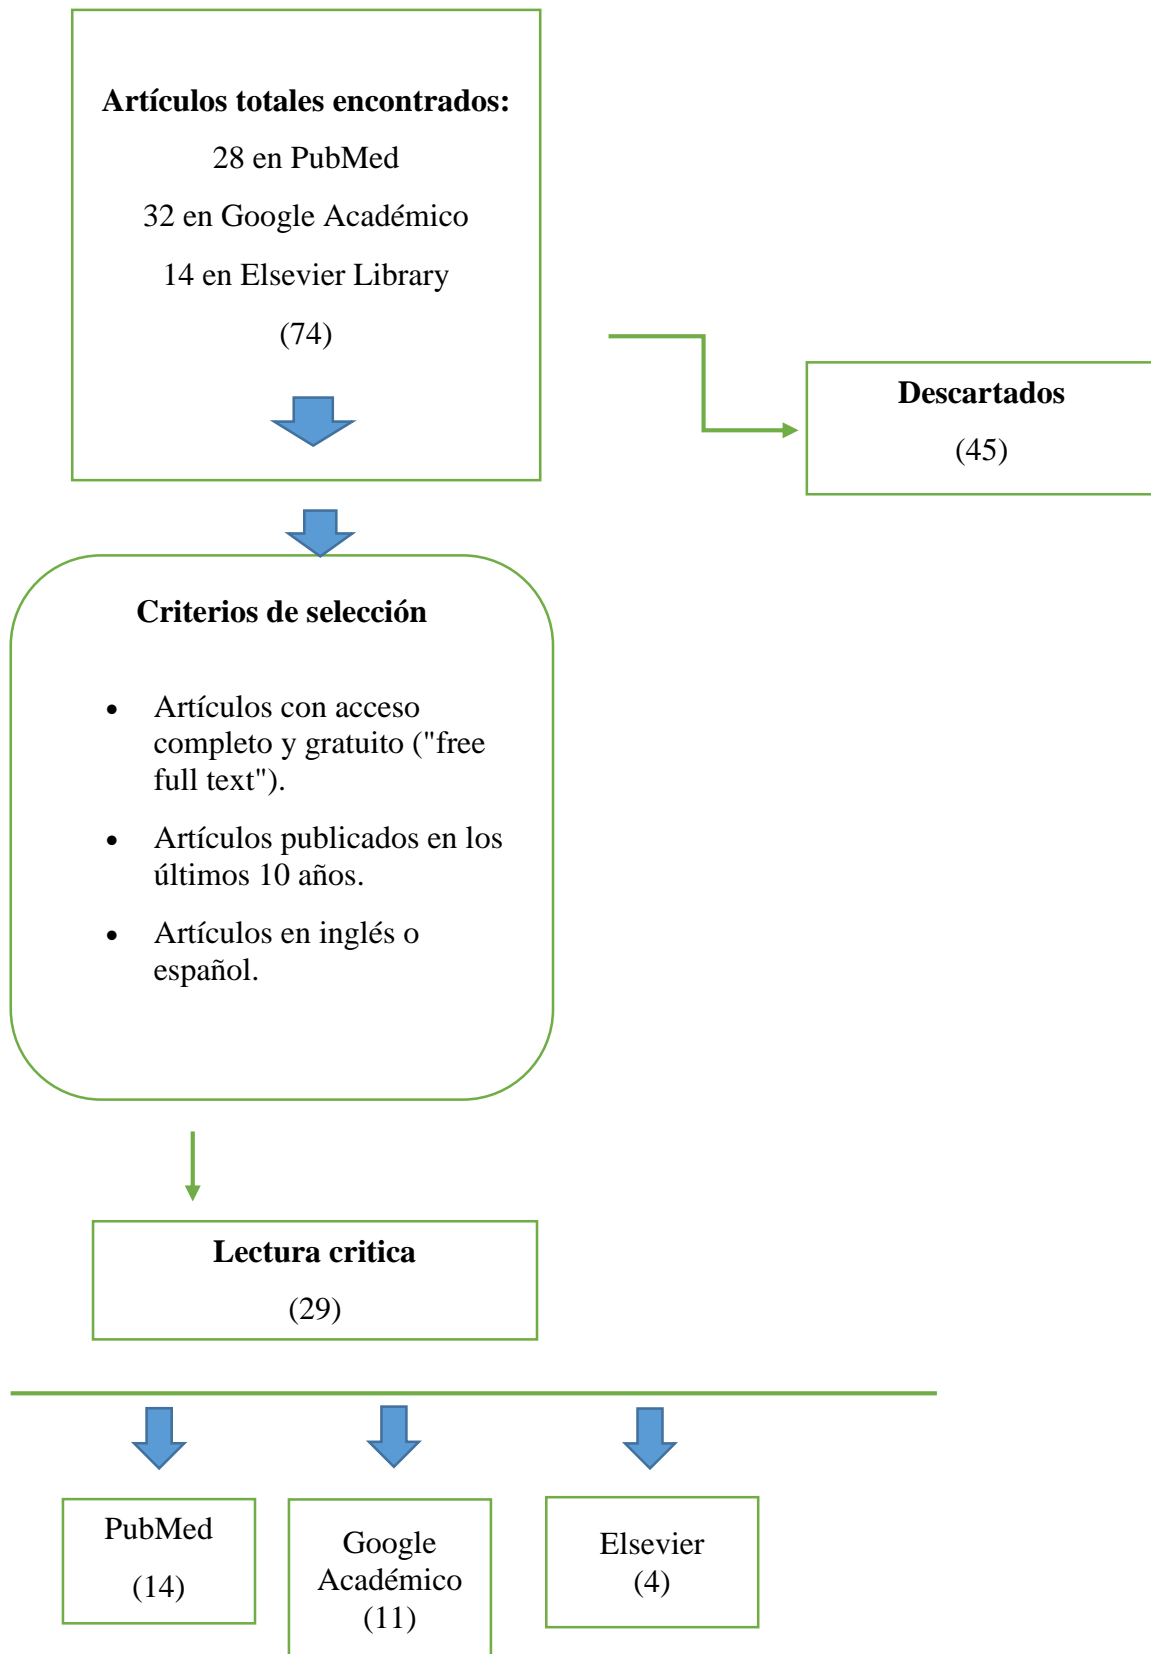 Artículos totales encontrados:
28 en PubMed
32 en Google Académico
14 en Elsevier Library
(74)
Descartados
(45)
Criterios de selección
• Artículos con acceso
completo y gratuito ("free
full text").
• Artículos publicados en los
últimos 10 años.
• Artículos en inglés o
español.
Lectura critica
(29)
PubMed
(14)
Google
Académico
(11)
Elsevier
(4)